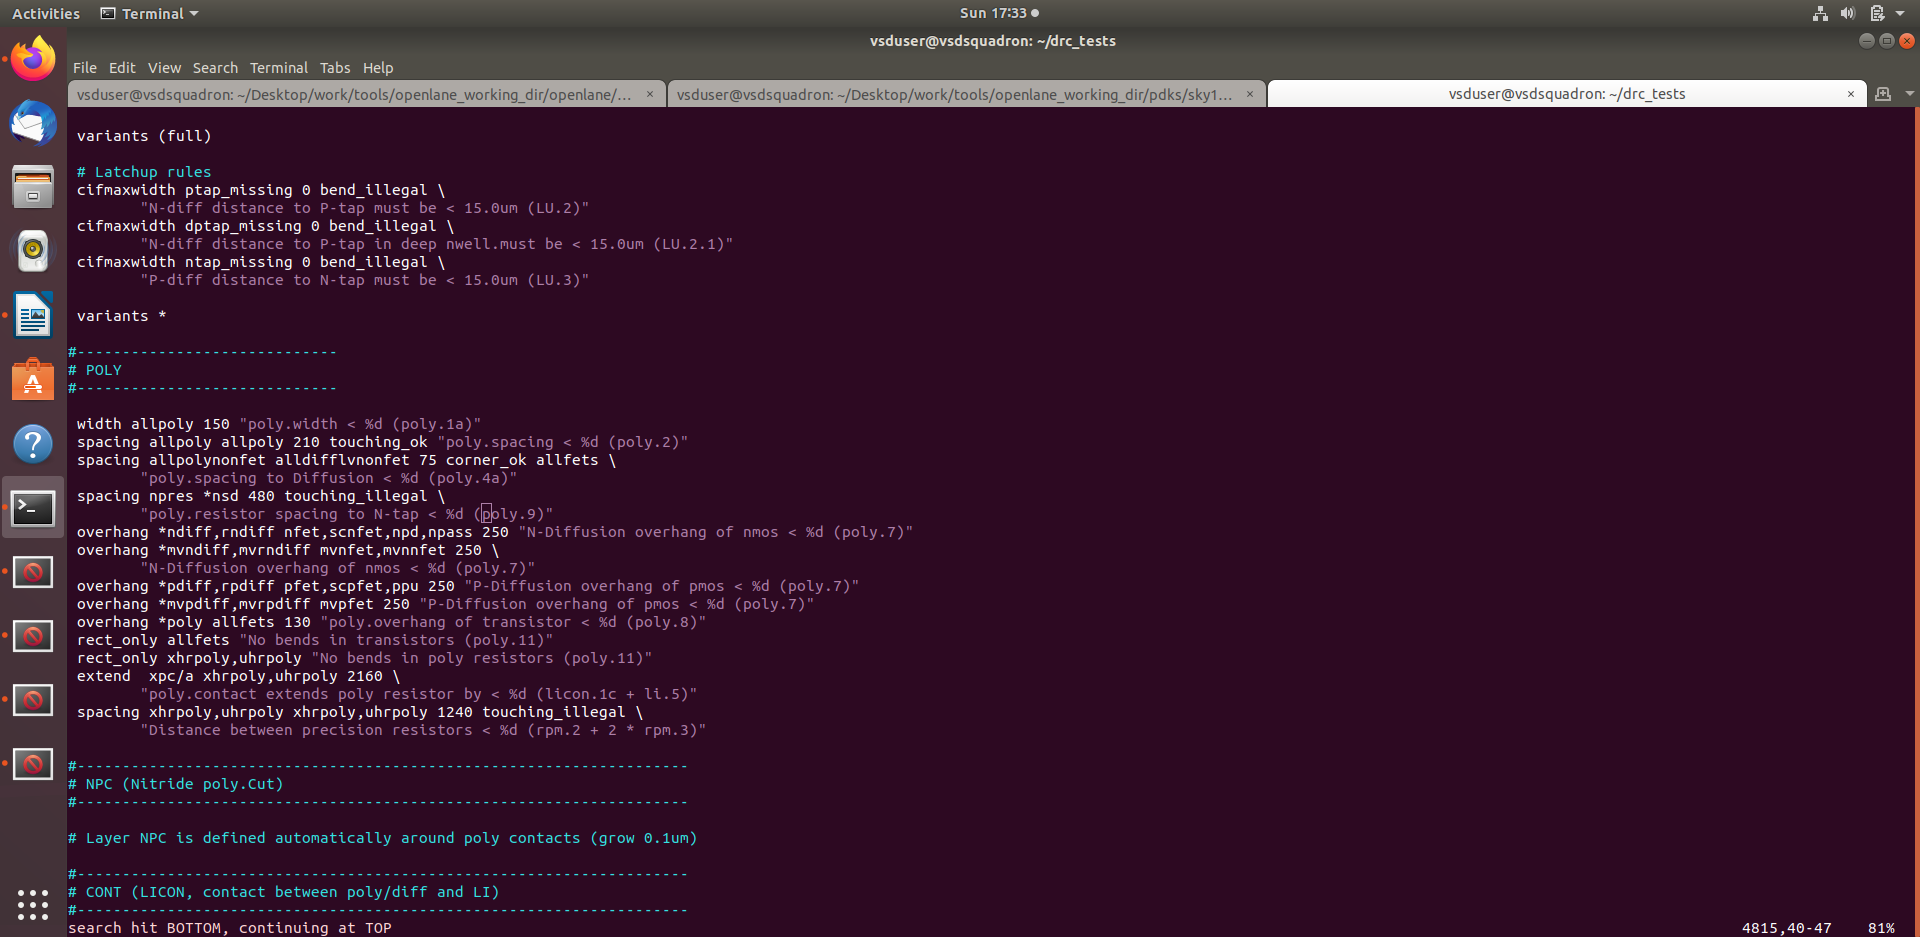 Activities Terminal Sun 17:33
vsduser@vsdsquadron: ~/drc_tests
File Edit View Search Terminal Tabs Help
vsduser@vsdsquadron: ~/Desktop/work/tools/openlane_working_dir/openlane/... × vsduser@vsdsquadron: ~/Desktop/work/tools/openlane_working_dir/pdks/sky1... × vsduser@vsdsquadron: ~/drc_tests ×
variants (full)
# Latchup rules
cifmaxwidth ptap_missing 0 bend_illegal \
"N-diff distance to P-tap must be < 15.0um (LU.2)"
cifmaxwidth dptap_missing 0 bend_illegal \
"N-diff distance to P-tap in deep nwell.must be < 15.0um (LU.2.1)"
cifmaxwidth ntap_missing 0 bend_illegal \
"P-diff distance to N-tap must be < 15.0um (LU.3)"
variants *
#-----------------------------
# POLY
#-----------------------------
width allpoly 150 "poly.width < %d (poly.1a)"
spacing allpoly allpoly 210 touching_ok "poly.spacing < %d (poly.2)"
spacing allpolynonfet alldifflvnonfet 75 corner_ok allfets \
"poly.spacing to Diffusion < %d (poly.4a)"
spacing npres *nsd 480 touching_illegal \
"poly.resistor spacing to N-tap < %d (poly.9)"
overhang *ndiff,rndiff nfet,scnfet,npd,npass 250 "N-Diffusion overhang of nmos < %d (poly.7)"
overhang *mvndiff,mvrndiff mvnfet,mvnnfet 250 \
"N-Diffusion overhang of nmos < %d (poly.7)"
overhang *pdiff,rpdiff pfet,scpfet,ppu 250 "P-Diffusion overhang of pmos < %d (poly.7)"
overhang *mvpdiff,mvrpdiff mvpfet 250 "P-Diffusion overhang of pmos < %d (poly.7)"
overhang *poly allfets 130 "poly.overhang of transistor < %d (poly.8)"
rect_only allfets "No bends in transistors (poly.11)"
rect_only xhrpoly,uhrpoly "No bends in poly resistors (poly.11)"
extend  xpc/a xhrpoly,uhrpoly 2160 \
"poly.contact extends poly resistor by < %d (licon.1c + li.5)"
spacing xhrpoly,uhrpoly xhrpoly,uhrpoly 1240 touching_illegal \
"Distance between precision resistors < %d (rpm.2 + 2 * rpm.3)"
#--------------------------------------------------------------------
# NPC (Nitride poly.Cut)
#--------------------------------------------------------------------
# Layer NPC is defined automatically around poly contacts (grow 0.1um)
#--------------------------------------------------------------------
# CONT (LICON, contact between poly/diff and LI)
#--------------------------------------------------------------------
search hit BOTTOM, continuing at TOP 4815,40-47 81%